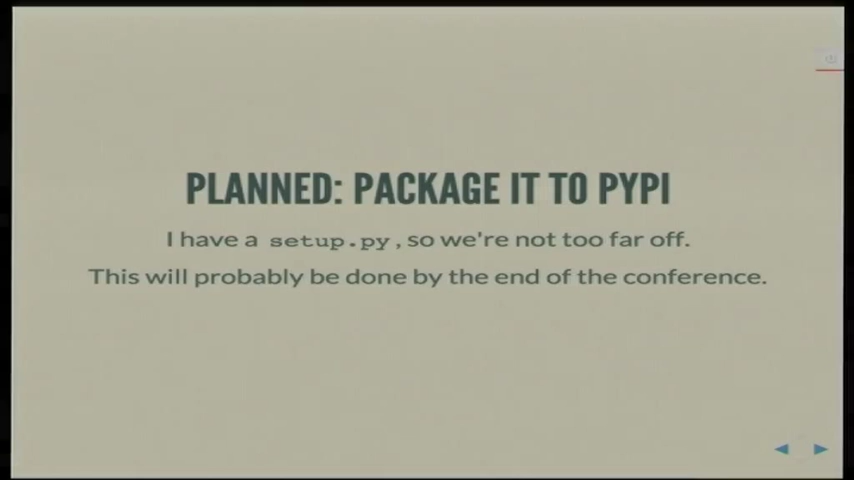 PLANNED: PACKAGE IT TO PYPI
I have a setup.py, so we're not too far off.
This will probably be done by the end of the conference.